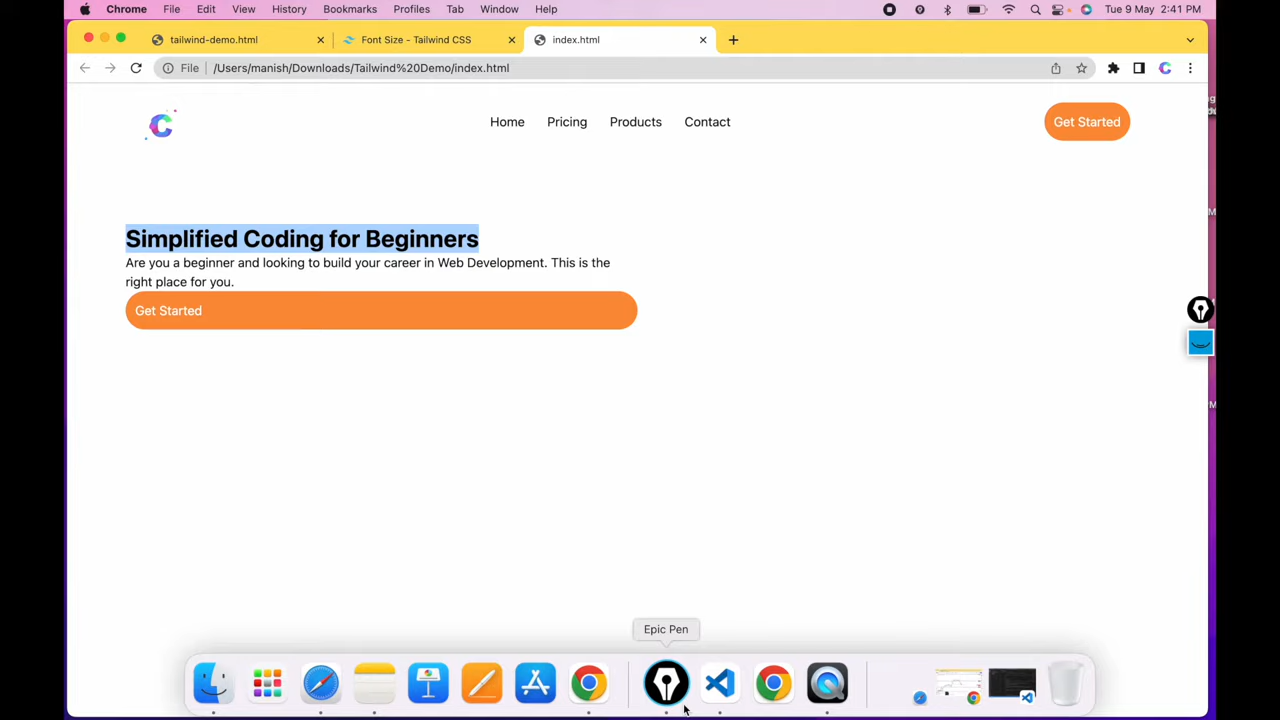 Chrome File Edit View History Bookmarks Profiles Tab Window Help Tue 9 May 2:41 PM
tailwind-demo.html Font Size - Tailwind CSS index.html
File /Users/manish/Downloads/Tailwind%20Demo/index.html
C Home Pricing Products Contact Get Started
Simplified Coding for Beginners
Are you a beginner and looking to build your career in Web Development. This is the
right place for you.
Get Started
Epic Pen